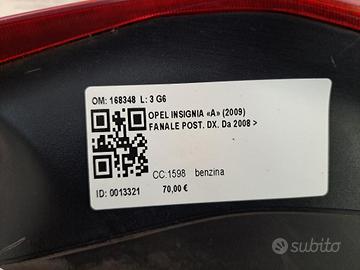 OM: 168348 L: 3 G6
OPEL INSIGNIA «A» (2009)
FANALE POST. DX. Da 2008 >
CC:1598 benzina
ID: 0013321 70,00 €
subito